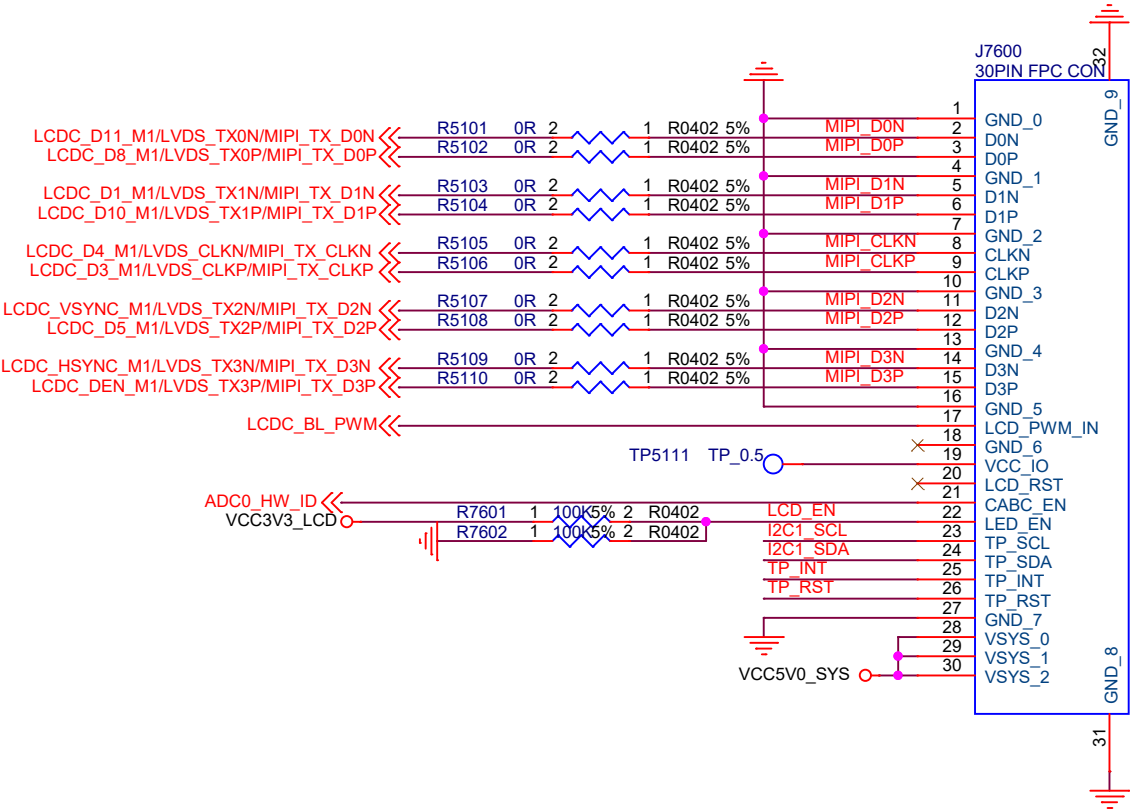 32
J7600
30PIN FPC CON
GND_9
1 GND_0
LCDC_D11_M1/LVDS_TX0N/MIPI_TX_D0N R5101 0R 2 1 R0402 5% MIPI_D0N 2 D0N
LCDC_D8_M1/LVDS_TX0P/MIPI_TX_D0P R5102 0R 2 1 R0402 5% MIPI_D0P 3 D0P
4 GND_1
LCDC_D1_M1/LVDS_TX1N/MIPI_TX_D1N R5103 0R 2 1 R0402 5% MIPI_D1N 5 D1N
LCDC_D10_M1/LVDS_TX1P/MIPI_TX_D1P R5104 0R 2 1 R0402 5% MIPI_D1P 6 D1P
7 GND_2
LCDC_D4_M1/LVDS_CLKN/MIPI_TX_CLKN R5105 0R 2 1 R0402 5% MIPI_CLKN 8 CLKN
LCDC_D3_M1/LVDS_CLKP/MIPI_TX_CLKP R5106 0R 2 1 R0402 5% MIPI_CLKP 9 CLKP
10 GND_3
LCDC_VSYNC_M1/LVDS_TX2N/MIPI_TX_D2N R5107 0R 2 1 R0402 5% MIPI_D2N 11 D2N
LCDC_D5_M1/LVDS_TX2P/MIPI_TX_D2P R5108 0R 2 1 R0402 5% MIPI_D2P 12 D2P
13 GND_4
LCDC_HSYNC_M1/LVDS_TX3N/MIPI_TX_D3N R5109 0R 2 1 R0402 5% MIPI_D3N 14 D3N
LCDC_DEN_M1/LVDS_TX3P/MIPI_TX_D3P R5110 0R 2 1 R0402 5% MIPI_D3P 15 D3P
16 GND_5
LCDC_BL_PWM 17 LCD_PWM_IN
18 GND_6
TP5111 TP_0.5 19 VCC_IO
20 LCD_RST
ADC0_HW_ID 21 CABC_EN
VCC3V3_LCD R7601 1 100K 5% 2 R0402 LCD_EN 22 LED_EN
R7602 1 100K 5% 2 R0402 I2C1_SCL 23 TP_SCL
I2C1_SDA 24 TP_SDA
TP_INT 25 TP_INT
TP_RST 26 TP_RST
27 GND_7
28 VSYS_0
29 VSYS_1
VCC5V0_SYS 30 VSYS_2
GND_8
31